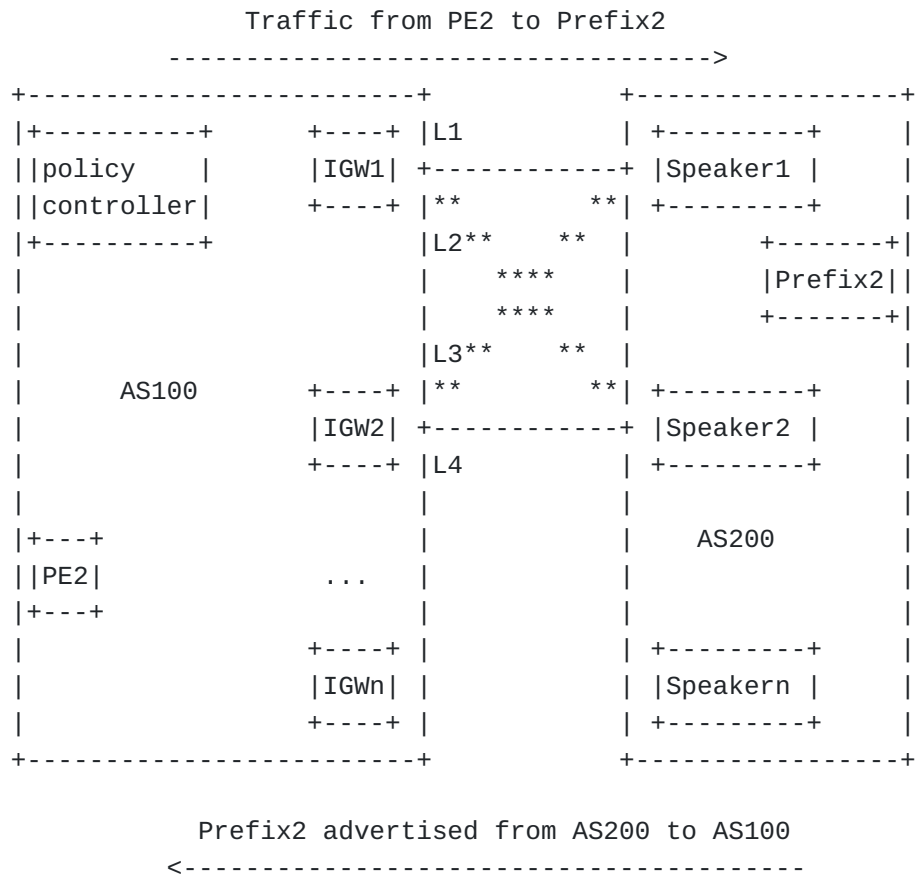 Traffic from PE2 to Prefix2
----------------------------------->
+-------------------------+            +-----------------+
|+----------+      +----+ |L1          | +---------+     |
||policy    |      |IGW1| +------------+ |Speaker1 |     |
||controller|      +----+ |**        **| +---------+     |
|+----------+             |L2**    **  |        +-------+|
|                         |    ****    |        |Prefix2||
|                         |    ****    |        +-------+|
|                         |L3**    **  |                 |
|     AS100        +----+ |**        **| +---------+     |
|                  |IGW2| +------------+ |Speaker2 |     |
|                  +----+ |L4          | +---------+     |
|                         |            |                 |
|+---+                    |            |    AS200        |
||PE2|              ...   |            |                 |
|+---+                    |            |                 |
|                  +----+ |            | +---------+     |
|                  |IGWn| |            | |Speakern |     |
|                  +----+ |            | +---------+     |
+-------------------------+            +-----------------+
Prefix2 advertised from AS200 to AS100
<----------------------------------------